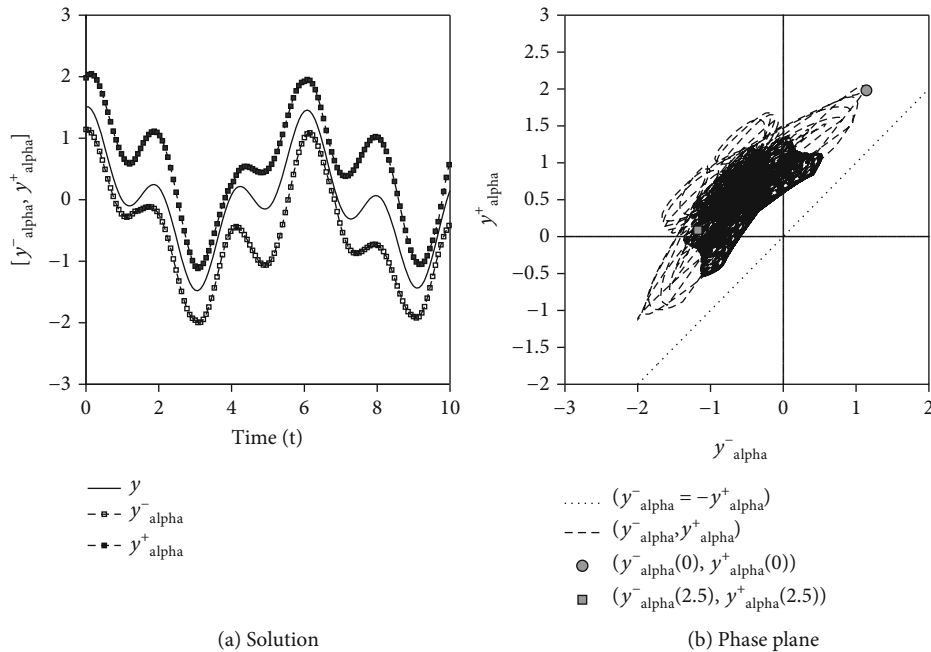 3
2
1
0
−1
−2
−3
[y⁻alpha, y⁺alpha]
0 2 4 6 8 10
Time (t)
y
y⁻alpha
y⁺alpha
(a) Solution
3
2.5
2
1.5
1
0.5
0
−0.5
−1
−1.5
−2
y⁺alpha
−3 −2 −1 0 1 2
y⁻alpha
(y⁻alpha = −y⁺alpha)
(y⁻alpha, y⁺alpha)
(y⁻alpha(0), y⁺alpha(0))
(y⁻alpha(2.5), y⁺alpha(2.5))
(b) Phase plane